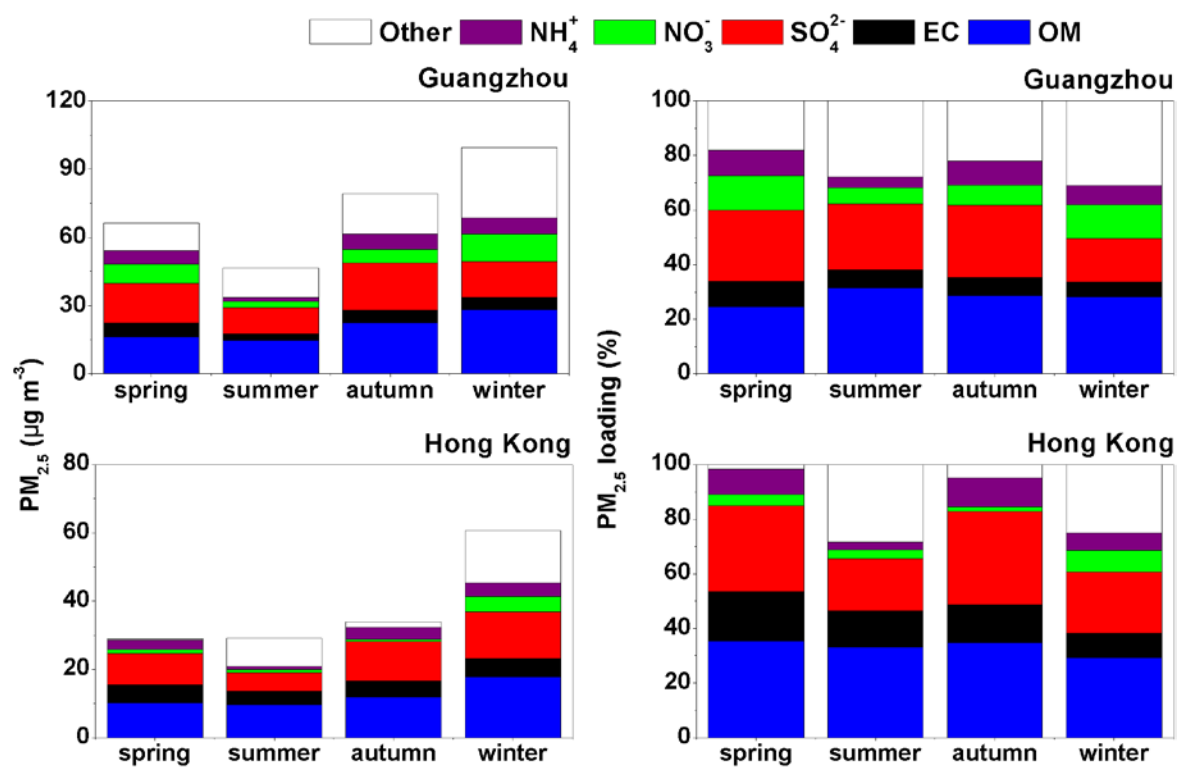 Other NH₄⁺ NO₃⁻ SO₄²⁻ EC OM
Guangzhou
120
90
60
30
0
spring summer autumn winter
Guangzhou
100
80
60
40
20
0
spring summer autumn winter
Hong Kong
80
60
40
20
0
spring summer autumn winter
Hong Kong
100
80
60
40
20
0
spring summer autumn winter
PM₂.₅ (µg m⁻³)
PM₂.₅ loading (%)